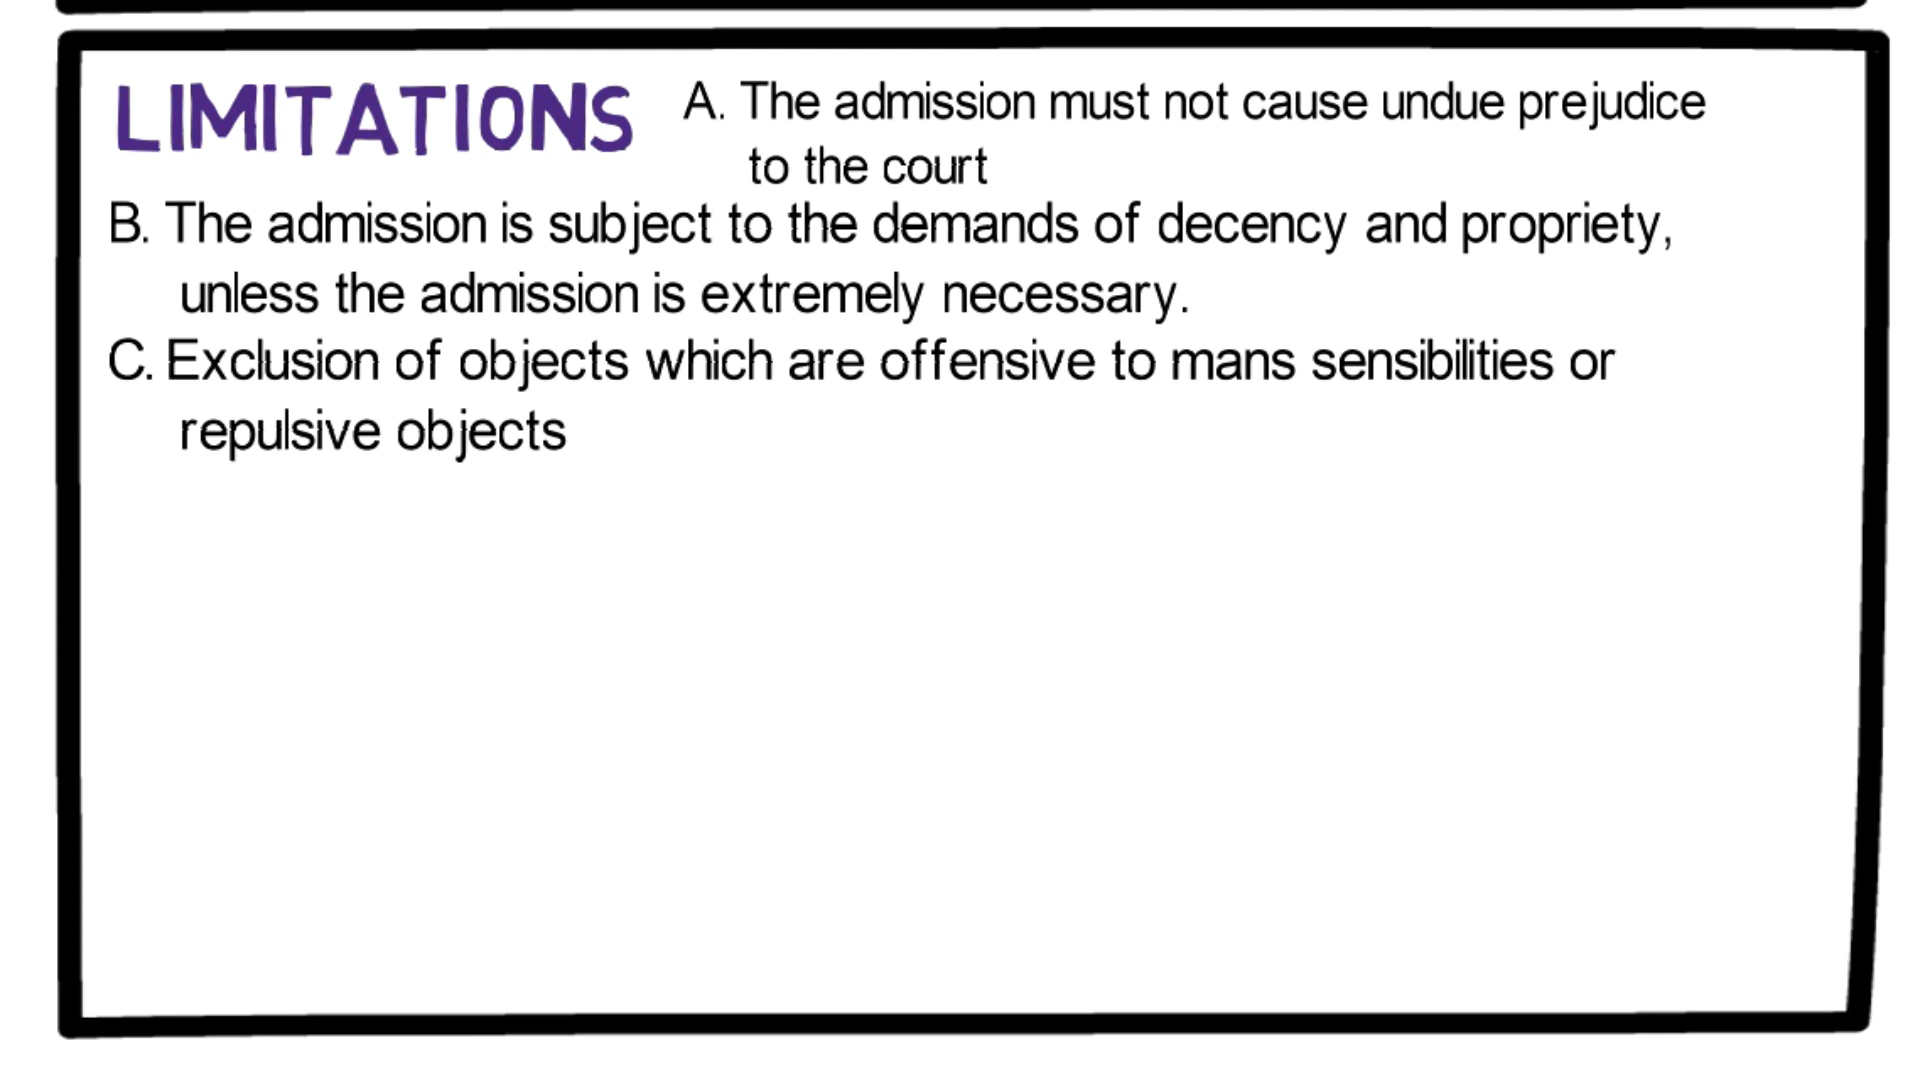 LIMITATIONS A. The admission must not cause undue prejudice
to the court
B. The admission is subject to the demands of decency and propriety,
unless the admission is extremely necessary.
C. Exclusion of objects which are offensive to mans sensibilities or
repulsive objects